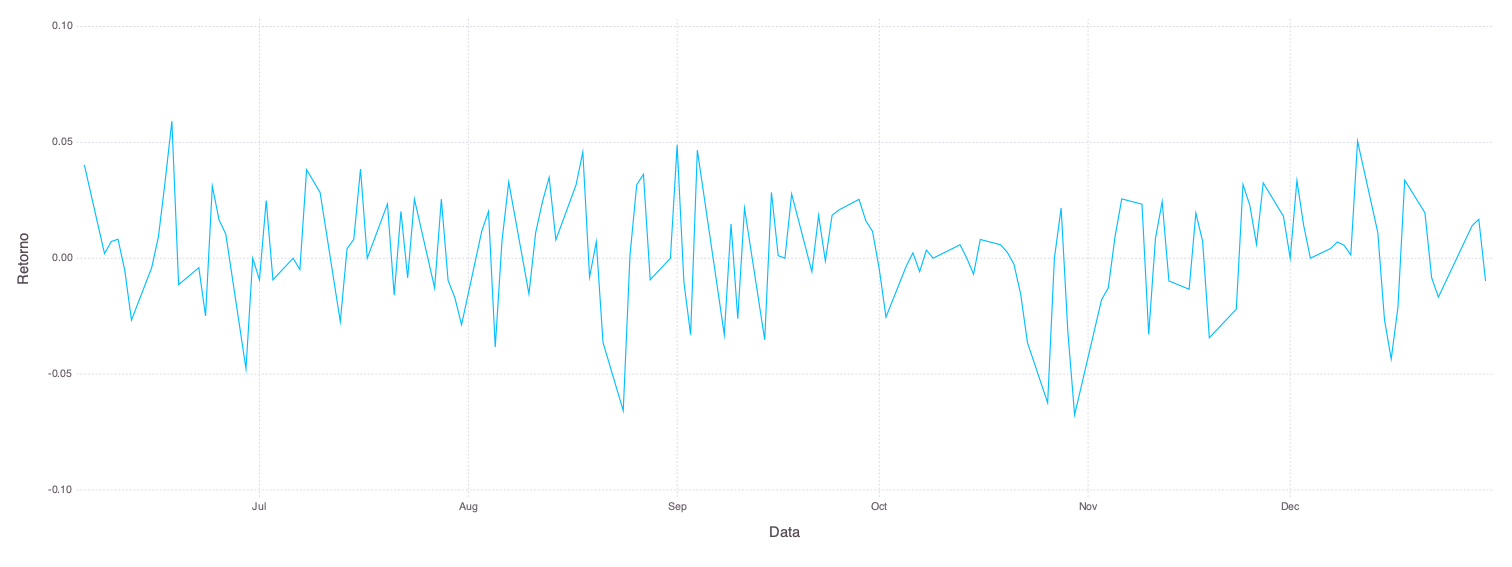 0.10
0.05
0.00
-0.05
-0.10
Retorno
Jul
Aug
Sep
Oct
Nov
Dec
Data